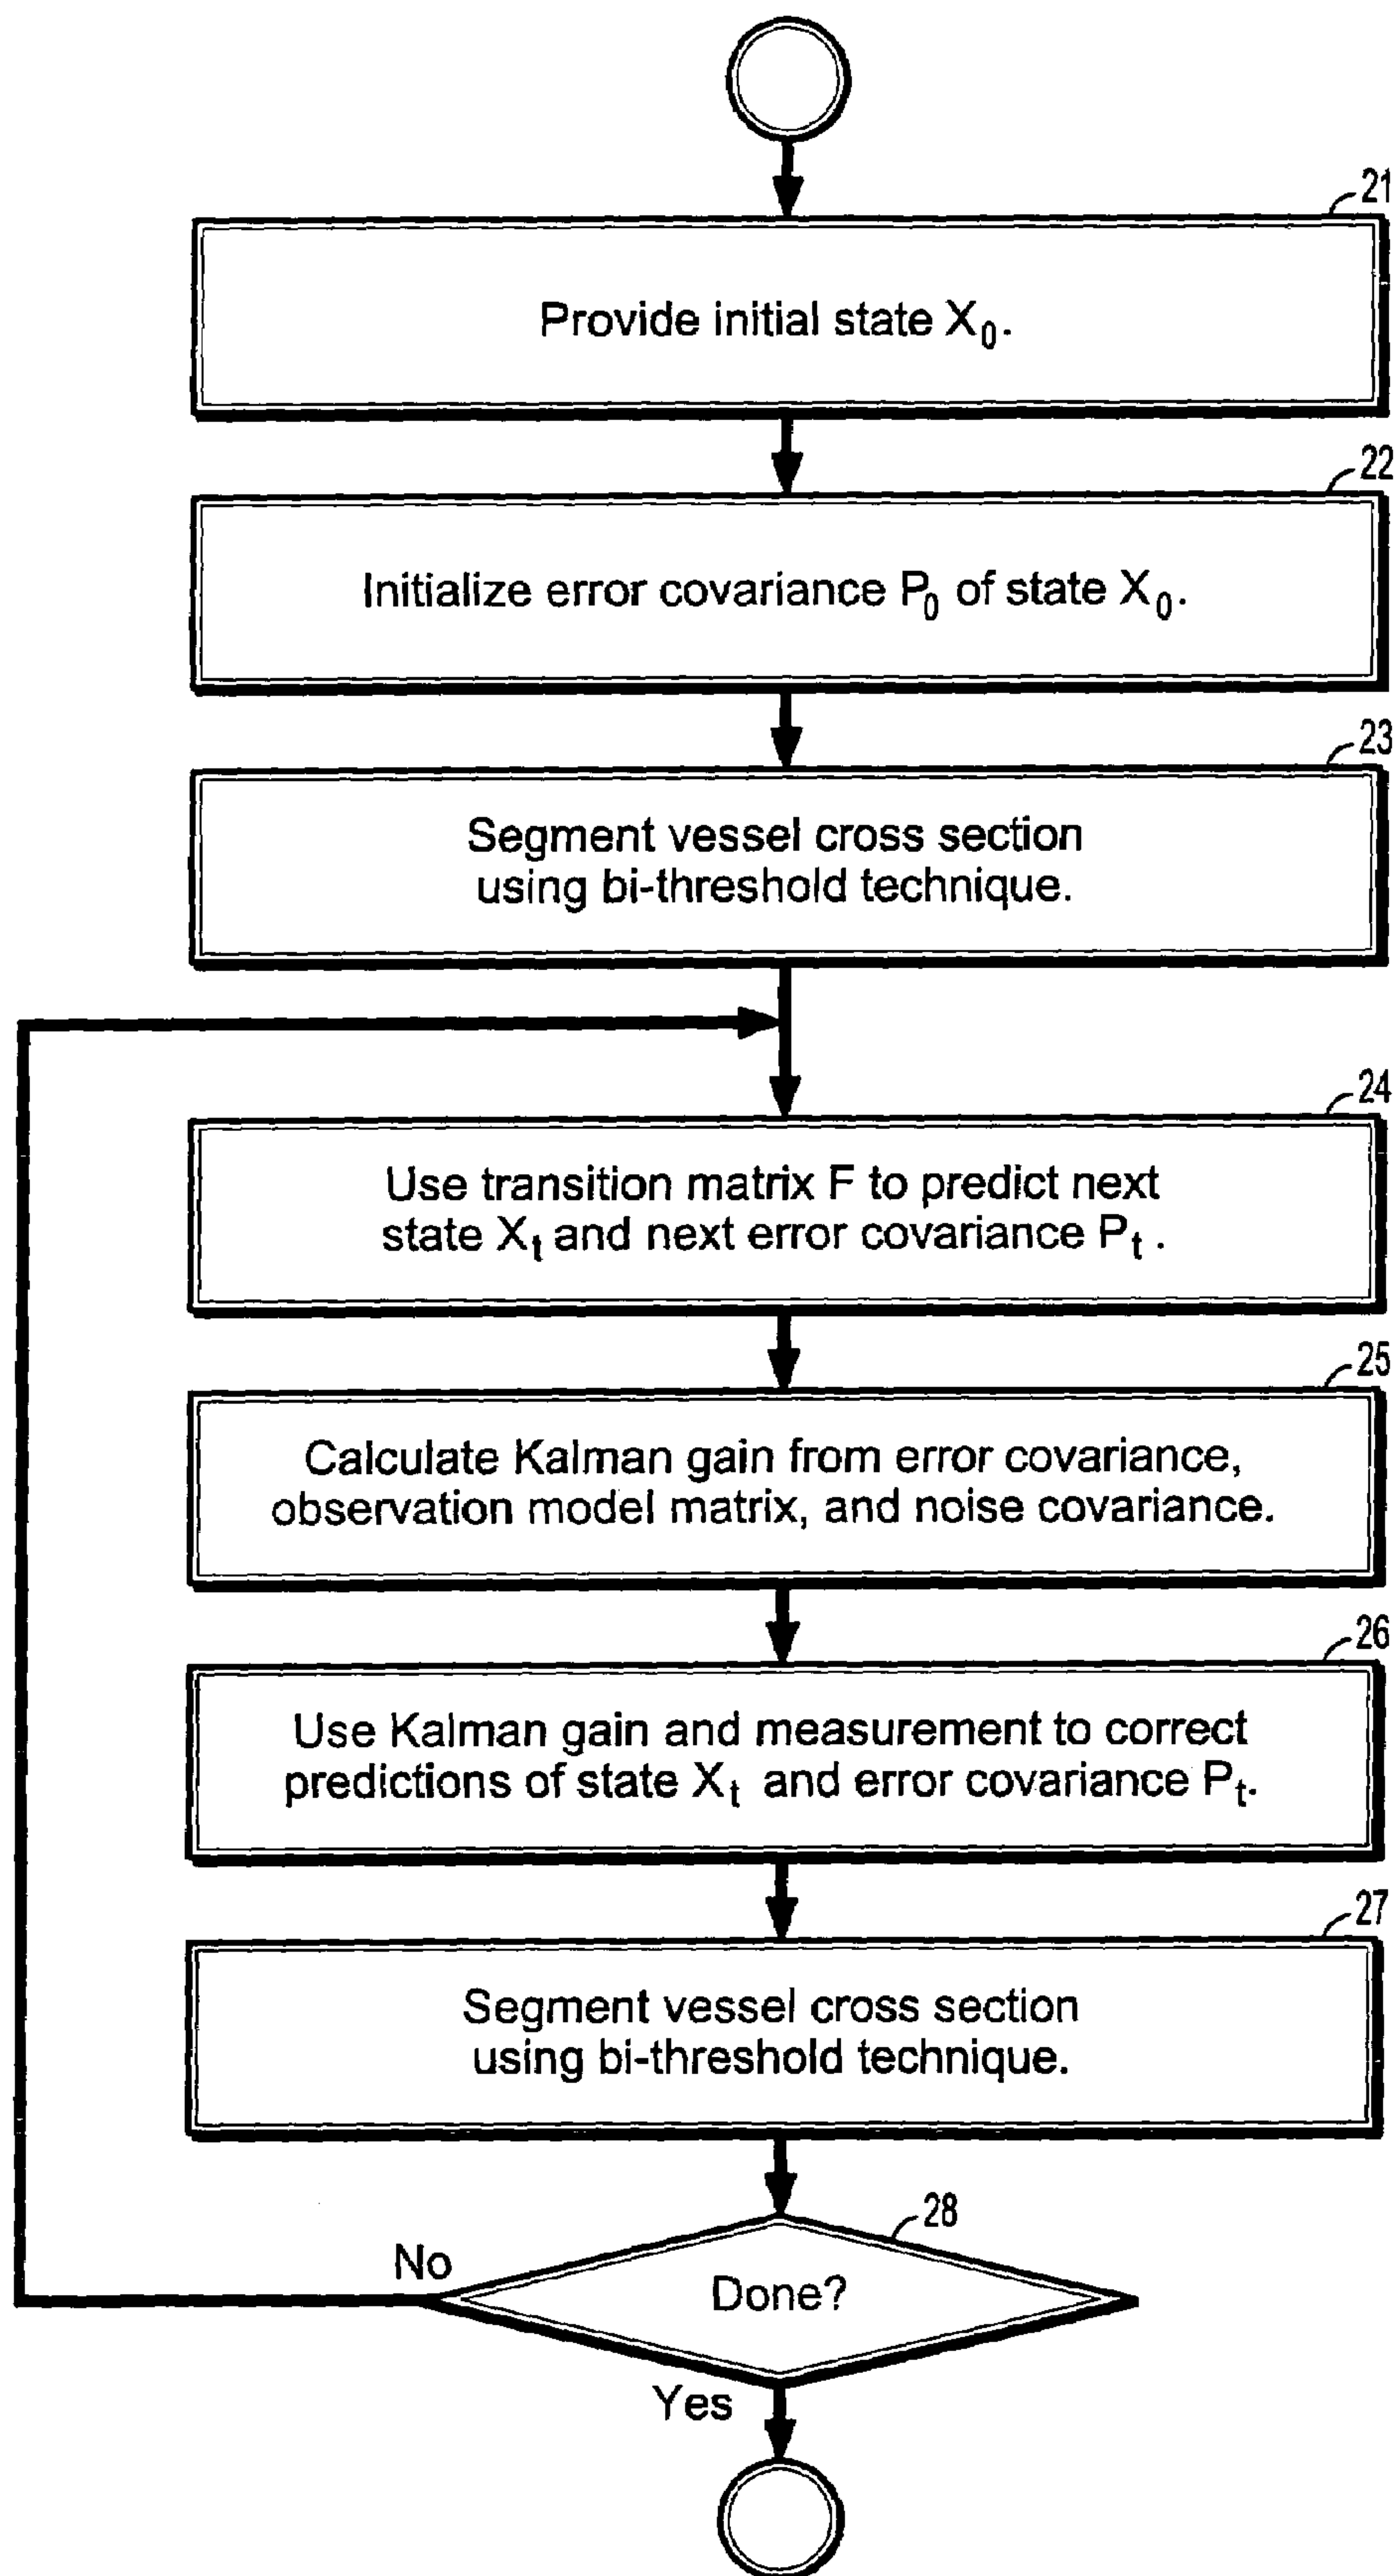 21
Provide initial state X₀.
22
Initialize error covariance P₀ of state X₀.
23
Segment vessel cross section
using bi-threshold technique.
24
Use transition matrix F to predict next
state Xₜ and next error covariance Pₜ .
25
Calculate Kalman gain from error covariance,
observation model matrix, and noise covariance.
26
Use Kalman gain and measurement to correct
predictions of state Xₜ and error covariance Pₜ.
27
Segment vessel cross section
using bi-threshold technique.
28
No
Done?
Yes